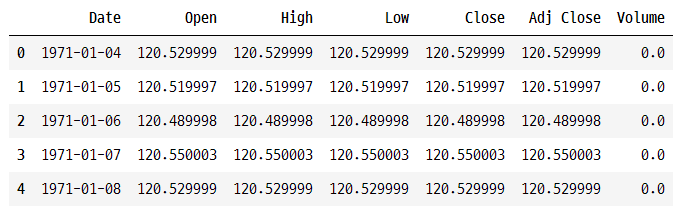 Date Open High Low Close Adj Close Volume
0 1971-01-04 120.529999 120.529999 120.529999 120.529999 120.529999 0.0
1 1971-01-05 120.519997 120.519997 120.519997 120.519997 120.519997 0.0
2 1971-01-06 120.489998 120.489998 120.489998 120.489998 120.489998 0.0
3 1971-01-07 120.550003 120.550003 120.550003 120.550003 120.550003 0.0
4 1971-01-08 120.529999 120.529999 120.529999 120.529999 120.529999 0.0